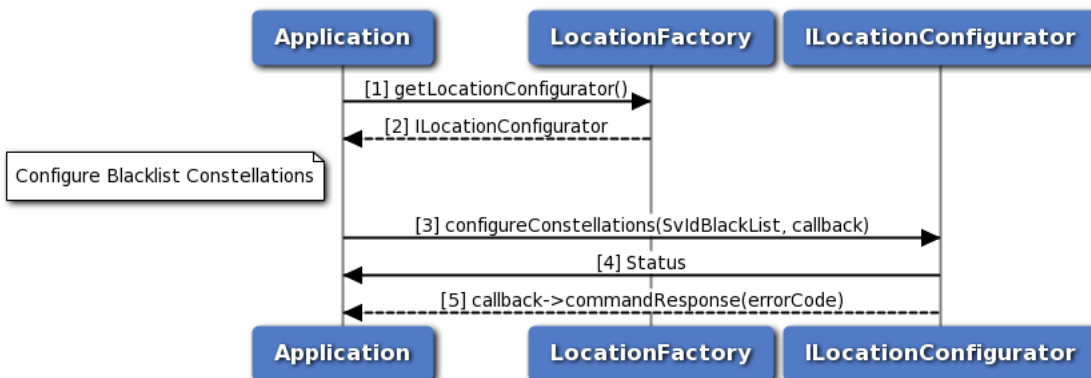 Application
LocationFactory
ILocationConfigurator
[1] getLocationConfigurator()
[2] ILocationConfigurator
Configure Blacklist Constellations
[3] configureConstellations(SvIdBlackList, callback)
[4] Status
[5] callback->commandResponse(errorCode)
Application
LocationFactory
ILocationConfigurator